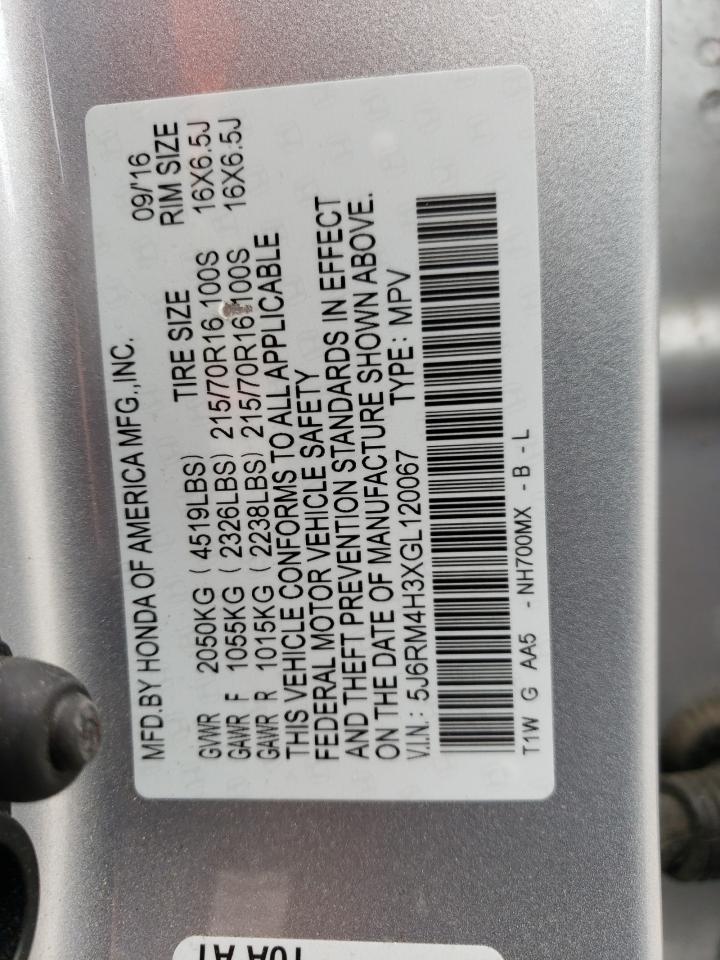 MFD.BY HONDA OF AMERICA MFG.,INC. 09/'16
TIRE SIZE RIM SIZE
GVWR 2050KG ( 4519LBS)
GAWR F 1055KG ( 2326LBS) 215/70R16 100S 16X6.5J
GAWR R 1015KG ( 2238LBS) 215/70R16 100S 16X6.5J
THIS VEHICLE CONFORMS TO ALL APPLICABLE
FEDERAL MOTOR VEHICLE SAFETY
AND THEFT PREVENTION STANDARDS IN EFFECT
ON THE DATE OF MANUFACTURE SHOWN ABOVE.
V.I.N.: 5J6RM4H3XGL120067 TYPE: MPV
T1W G AA5 - NH700MX - B - L